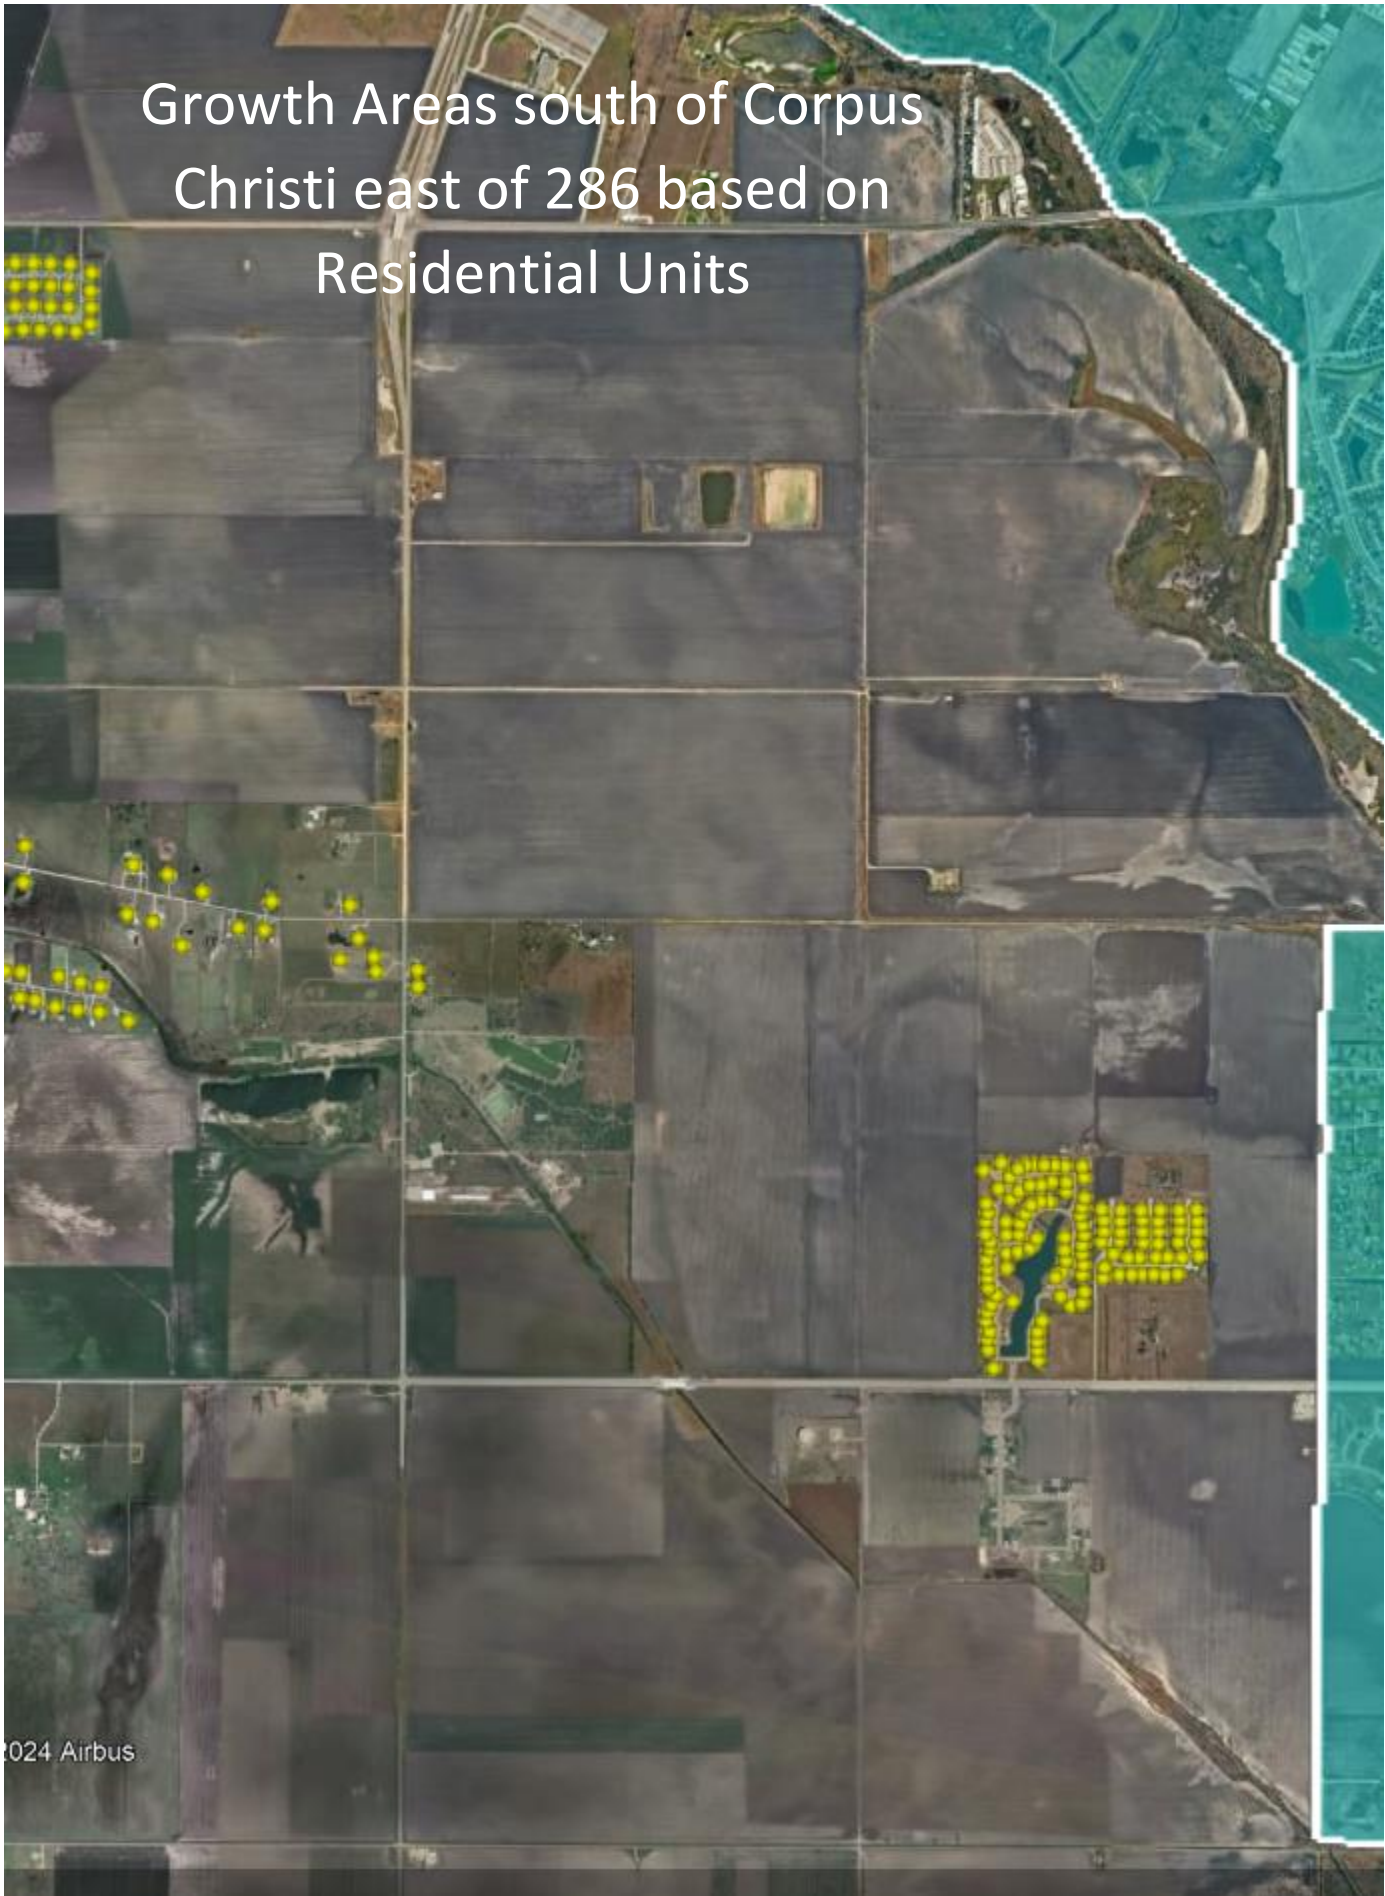 Growth Areas south of Corpus
Christi east of 286 based on
Residential Units
2024 Airbus